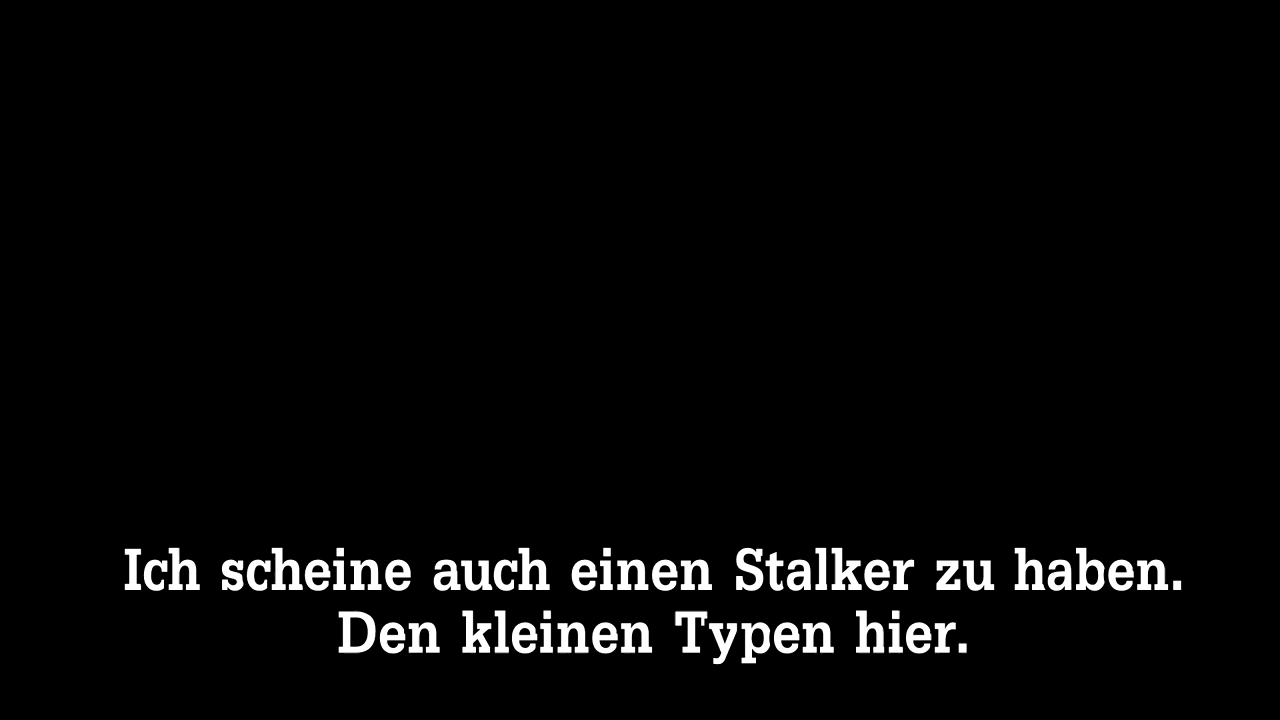 Ich scheine auch einen Stalker zu haben.
Den kleinen Typen hier.